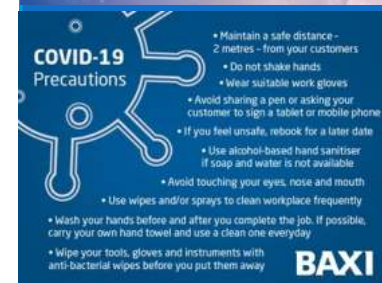 COVID-19
Precautions
• Maintain a safe distance –
2 metres – from your customers
• Do not shake hands
• Wear suitable work gloves
• Avoid sharing a pen or asking your
customer to sign a tablet or mobile phone
• If you feel unsafe, rebook for a later date
• Use alcohol-based hand sanitiser
if soap and water is not available
• Avoid touching your eyes, nose and mouth
• Use wipes and/or sprays to clean workplace frequently
• Wash your hands before and after you complete the job. If possible,
carry your own hand towel and use a clean one everyday
• Wipe your tools, gloves and instruments with
anti-bacterial wipes before you put them away
BAXI